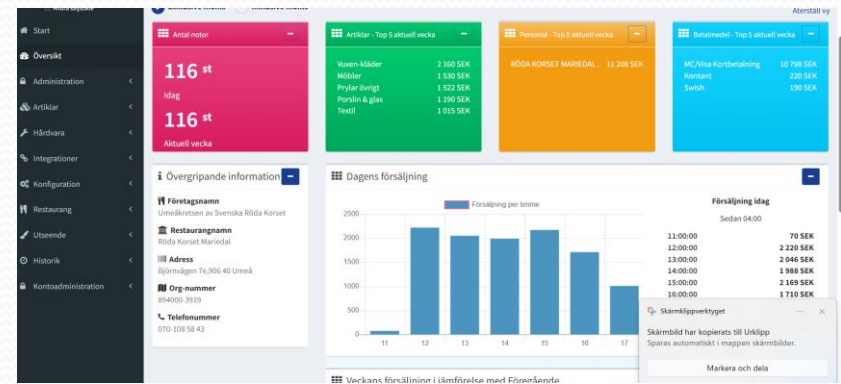 Ändra säljställe
Exklusive moms
Inklusive moms
Återställ vy
Start
Översikt
Administration
Artiklar
Hårdvara
Integrationer
Konfiguration
Restaurang
Utseende
Historik
Kontoadministration
Antal notor
116 st
Idag
116 st
Aktuell vecka
Artiklar - Top 5 aktuell vecka
Vuxen-kläder 2 160 SEK
Möbler 1 530 SEK
Prylar övrigt 1 522 SEK
Porslin & glas 1 190 SEK
Textil 1 015 SEK
Personal - Top 5 aktuell vecka
RÖDA KORSET MARIEDAL . 11 208 SEK
Betalmedel - Top 5 aktuell vecka
MC/Visa Kortbetalning 10 798 SEK
Kontant 220 SEK
Swish 190 SEK
Övergripande information
Företagsnamn
Umeåkretsen av Svenska Röda Korset
Restaurangnamn
Röda Korset Mariedal
Adress
Björnvägen 7e,906 40 Umeå
Org-nummer
894000-3919
Telefonummer
070-108 58 43
Dagens försäljning
Försäljning per timme
2500
2000
1500
1000
500
0
11 12 13 14 15 16 17
Försäljning idag
Sedan 04:00
11:00:00 70 SEK
12:00:00 2 220 SEK
13:00:00 2 046 SEK
14:00:00 1 988 SEK
15:00:00 2 169 SEK
16:00:00 1 710 SEK
Skärmklippverktyget
Skärmbild har kopierats till Urklipp
Sparas automatiskt i mappen skärmbilder.
Markera och dela
Veckans försäljning i jämförelse med Föregående